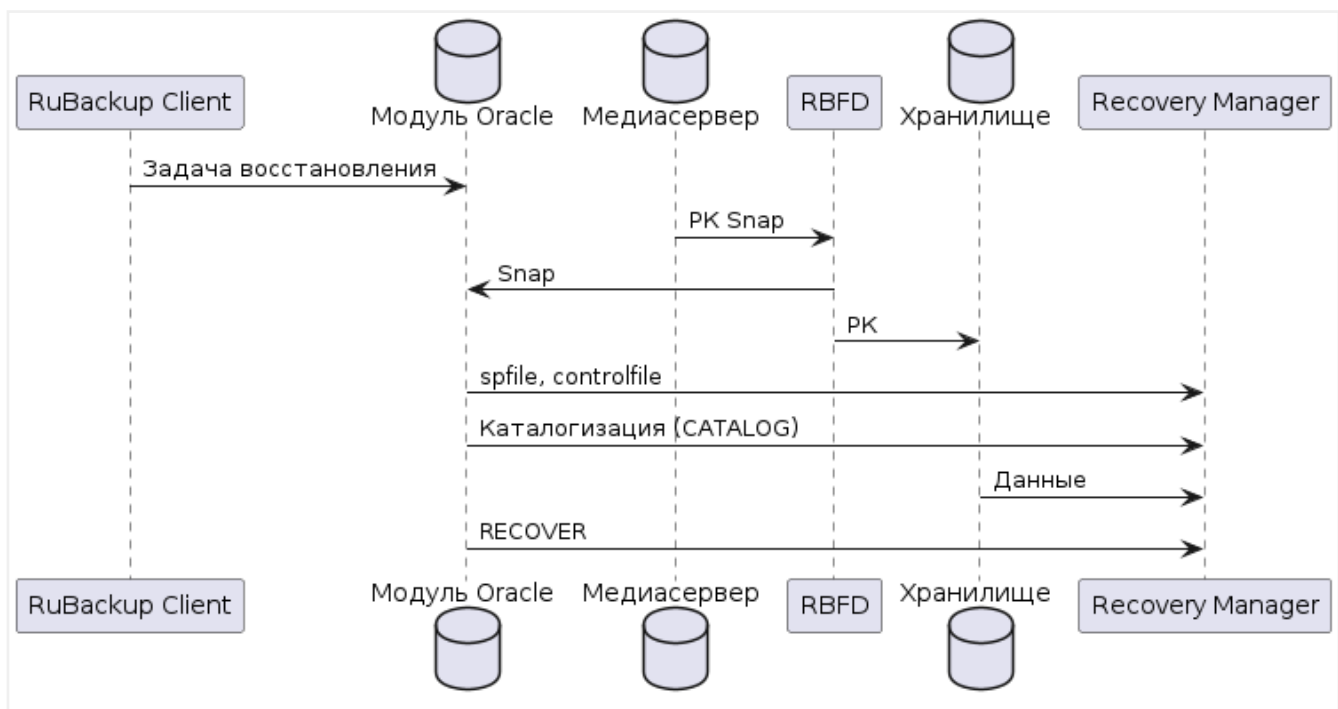 RuBackup Client
Модуль Oracle
Медиасервер
RBFD
Хранилище
Recovery Manager
Задача восстановления
РК Snap
Snap
РК
spfile, controlfile
Каталогизация (CATALOG)
Данные
RECOVER
RuBackup Client
Модуль Oracle
Медиасервер
RBFD
Хранилище
Recovery Manager